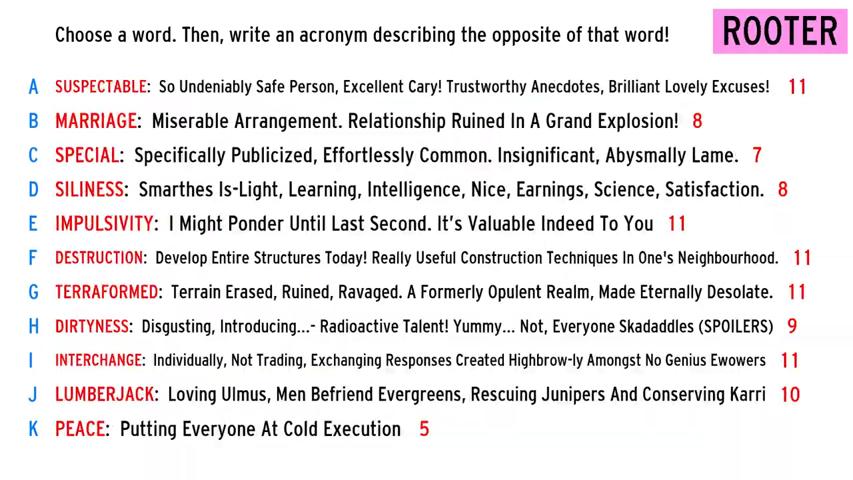 Choose a word. Then, write an acronym describing the opposite of that word!
ROOTER
A SUSPECTABLE: So Undeniably Safe Person, Excellent Cary! Trustworthy Anecdotes, Brilliant Lovely Excuses! 11
B MARRIAGE: Miserable Arrangement. Relationship Ruined In A Grand Explosion! 8
C SPECIAL: Specifically Publicized, Effortlessly Common. Insignificant, Abysmally Lame. 7
D SILINESS: Smarthes Is-Light, Learning, Intelligence, Nice, Earnings, Science, Satisfaction. 8
E IMPULSIVITY: I Might Ponder Until Last Second. It's Valuable Indeed To You 11
F DESTRUCTION: Develop Entire Structures Today! Really Useful Construction Techniques In One's Neighbourhood. 11
G TERRAFORMED: Terrain Erased, Ruined, Ravaged. A Formerly Opulent Realm, Made Eternally Desolate. 11
H DIRTYNESS: Disgusting, Introducing...- Radioactive Talent! Yummy... Not, Everyone Skadaddles (SPOILERS) 9
I INTERCHANGE: Individually, Not Trading, Exchanging Responses Created Highbrow-ly Amongst No Genius Ewowers 11
J LUMBERJACK: Loving Ulmus, Men Befriend Evergreens, Rescuing Junipers And Conserving Karri 10
K PEACE: Putting Everyone At Cold Execution 5